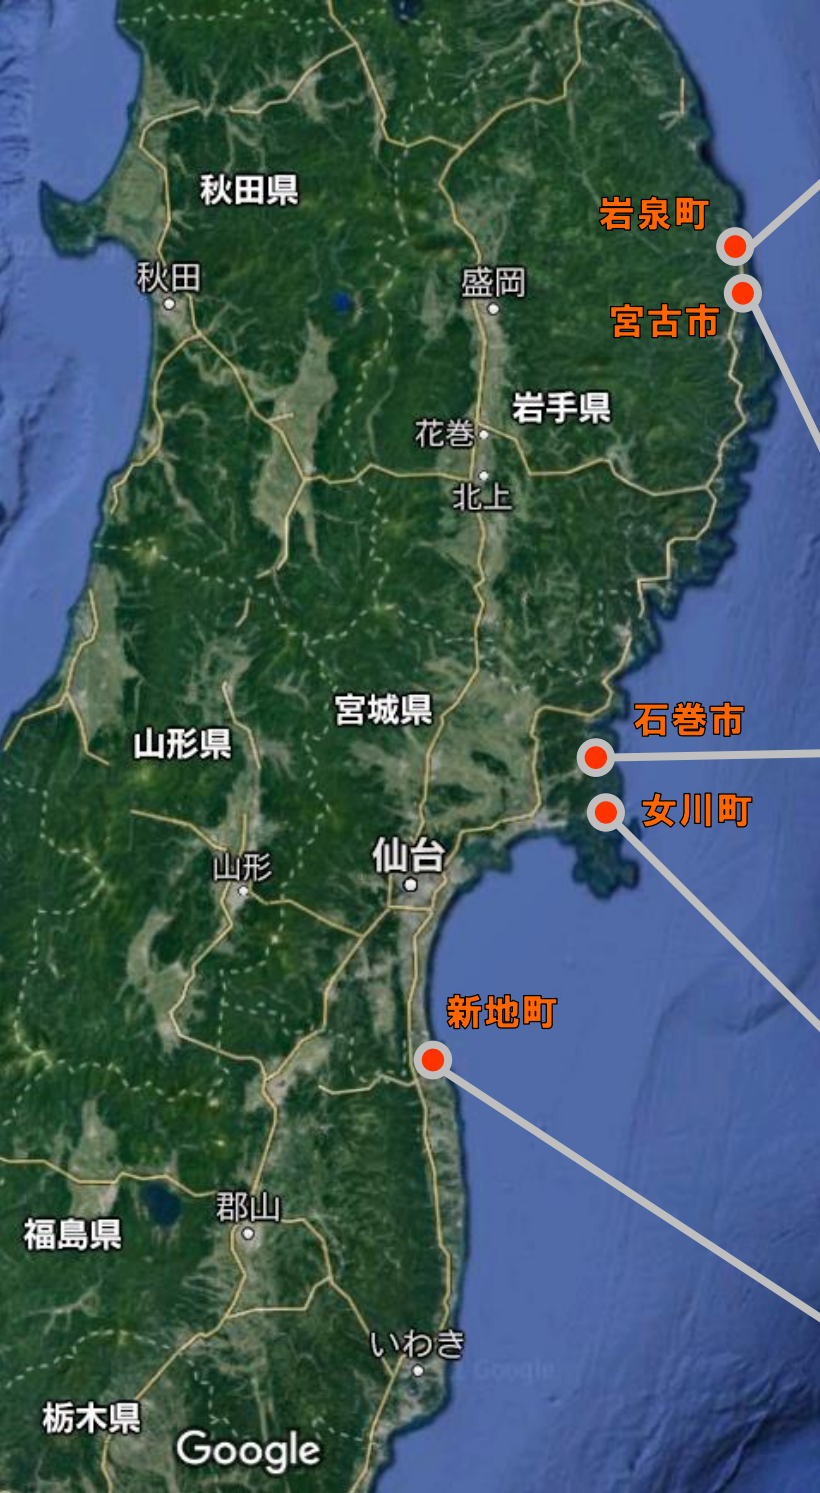 秋田県
岩泉町
秋田
盛岡
宮古市
岩手県
花巻
北上
宮城県
石巻市
山形県
女川町
仙台
山形
新地町
郡山
福島県
いわき
Google
栃木県
Google